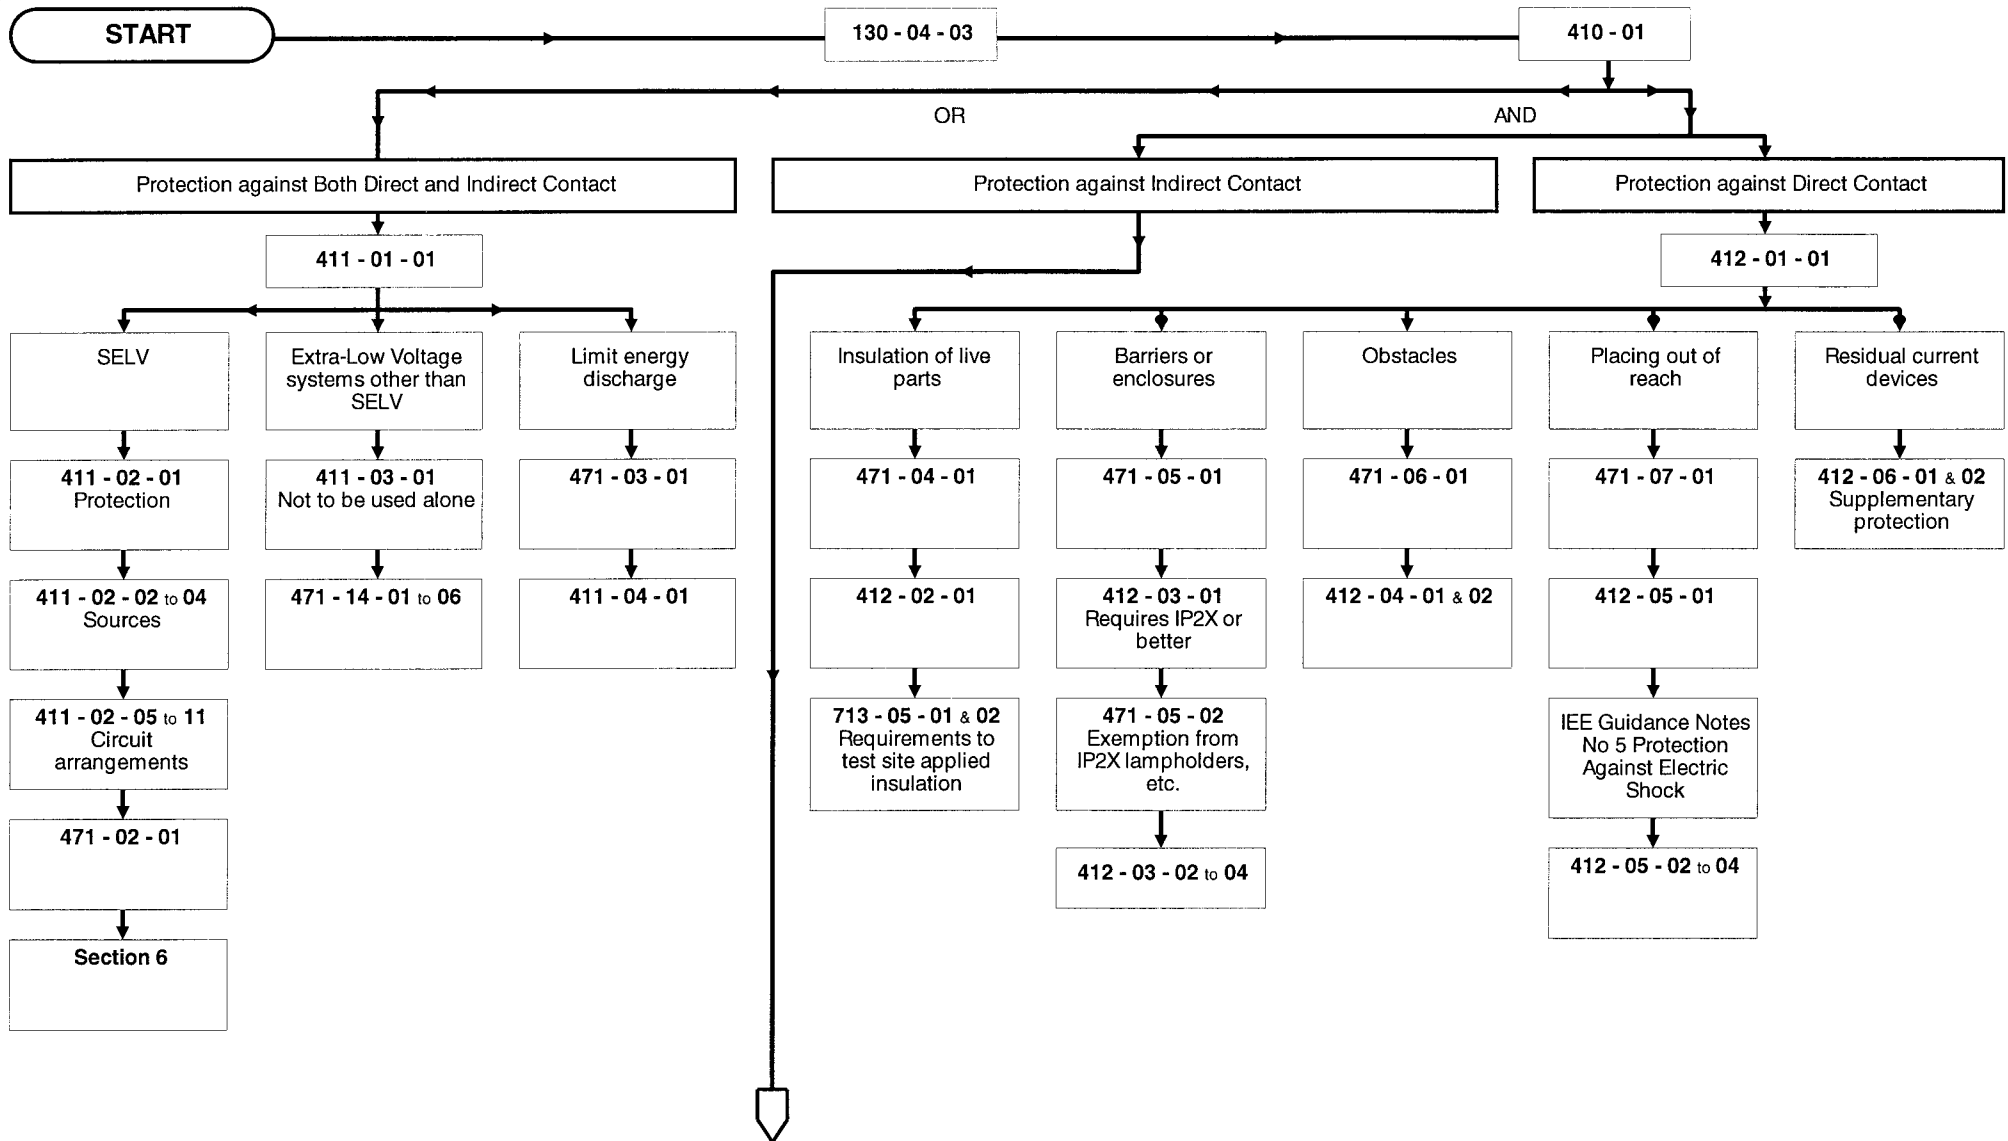 START
130 - 04 - 03
410 - 01
OR
AND
Protection against Both Direct and Indirect Contact
Protection against Indirect Contact
Protection against Direct Contact
411 - 01 - 01
412 - 01 - 01
SELV
Extra-Low Voltage
systems other than
SELV
Limit energy
discharge
Insulation of live
parts
Barriers or
enclosures
Obstacles
Placing out of
reach
Residual current
devices
411 - 02 - 01
Protection
411 - 03 - 01
Not to be used alone
471 - 03 - 01
471 - 04 - 01
471 - 05 - 01
471 - 06 - 01
471 - 07 - 01
412 - 06 - 01 & 02
Supplementary
protection
411 - 02 - 02 to 04
Sources
471 - 14 - 01 to 06
411 - 04 - 01
412 - 02 - 01
412 - 03 - 01
Requires IP2X or
better
412 - 04 - 01 & 02
412 - 05 - 01
411 - 02 - 05 to 11
Circuit
arrangements
713 - 05 - 01 & 02
Requirements to
test site applied
insulation
471 - 05 - 02
Exemption from
IP2X lampholders,
etc.
IEE Guidance Notes
No 5 Protection
Against Electric
Shock
471 - 02 - 01
412 - 03 - 02 to 04
412 - 05 - 02 to 04
Section 6